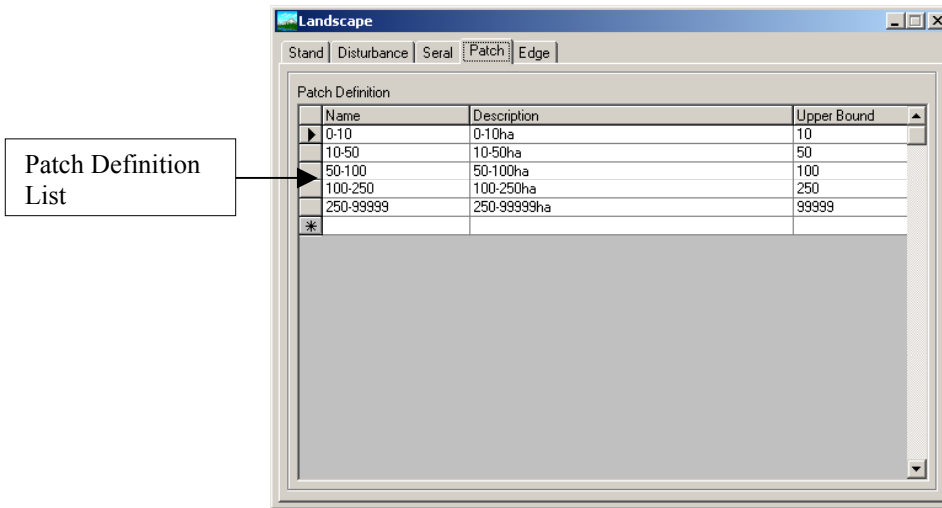 Landscape
Stand Disturbance Seral Patch Edge
Patch Definition
Name Description Upper Bound
0-10 0-10ha 10
10-50 10-50ha 50
50-100 50-100ha 100
100-250 100-250ha 250
250-99999 250-99999ha 99999
Patch Definition
List